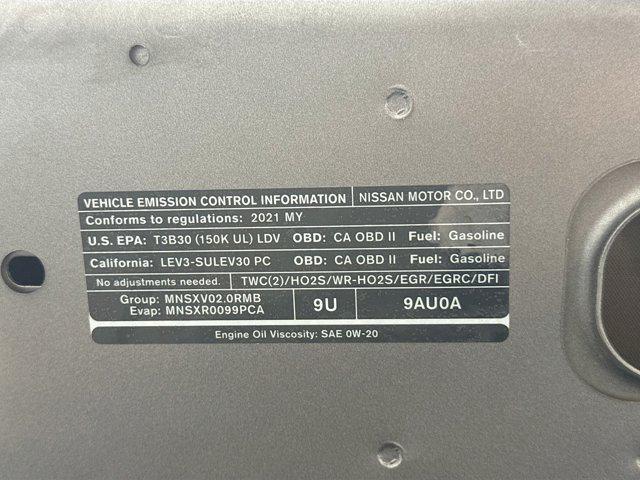 VEHICLE EMISSION CONTROL INFORMATION NISSAN MOTOR CO., LTD
Conforms to regulations: 2021 MY
U.S. EPA: T3B30 (150K UL) LDV OBD: CA OBD II Fuel: Gasoline
California: LEV3-SULEV30 PC OBD: CA OBD II Fuel: Gasoline
No adjustments needed. TWC(2)/HO2S/WR-HO2S/EGR/EGRC/DFI
Group: MNSXV02.0RMB
Evap: MNSXR0099PCA
9U
9AU0A
Engine Oil Viscosity: SAE 0W-20